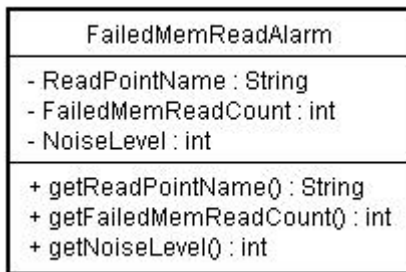 FailedMemReadAlarm
- ReadPointName : String
- FailedMemReadCount : int
- NoiseLevel : int
+ getReadPointName() : String
+ getFailedMemReadCount() : int
+ getNoiseLevel() : int